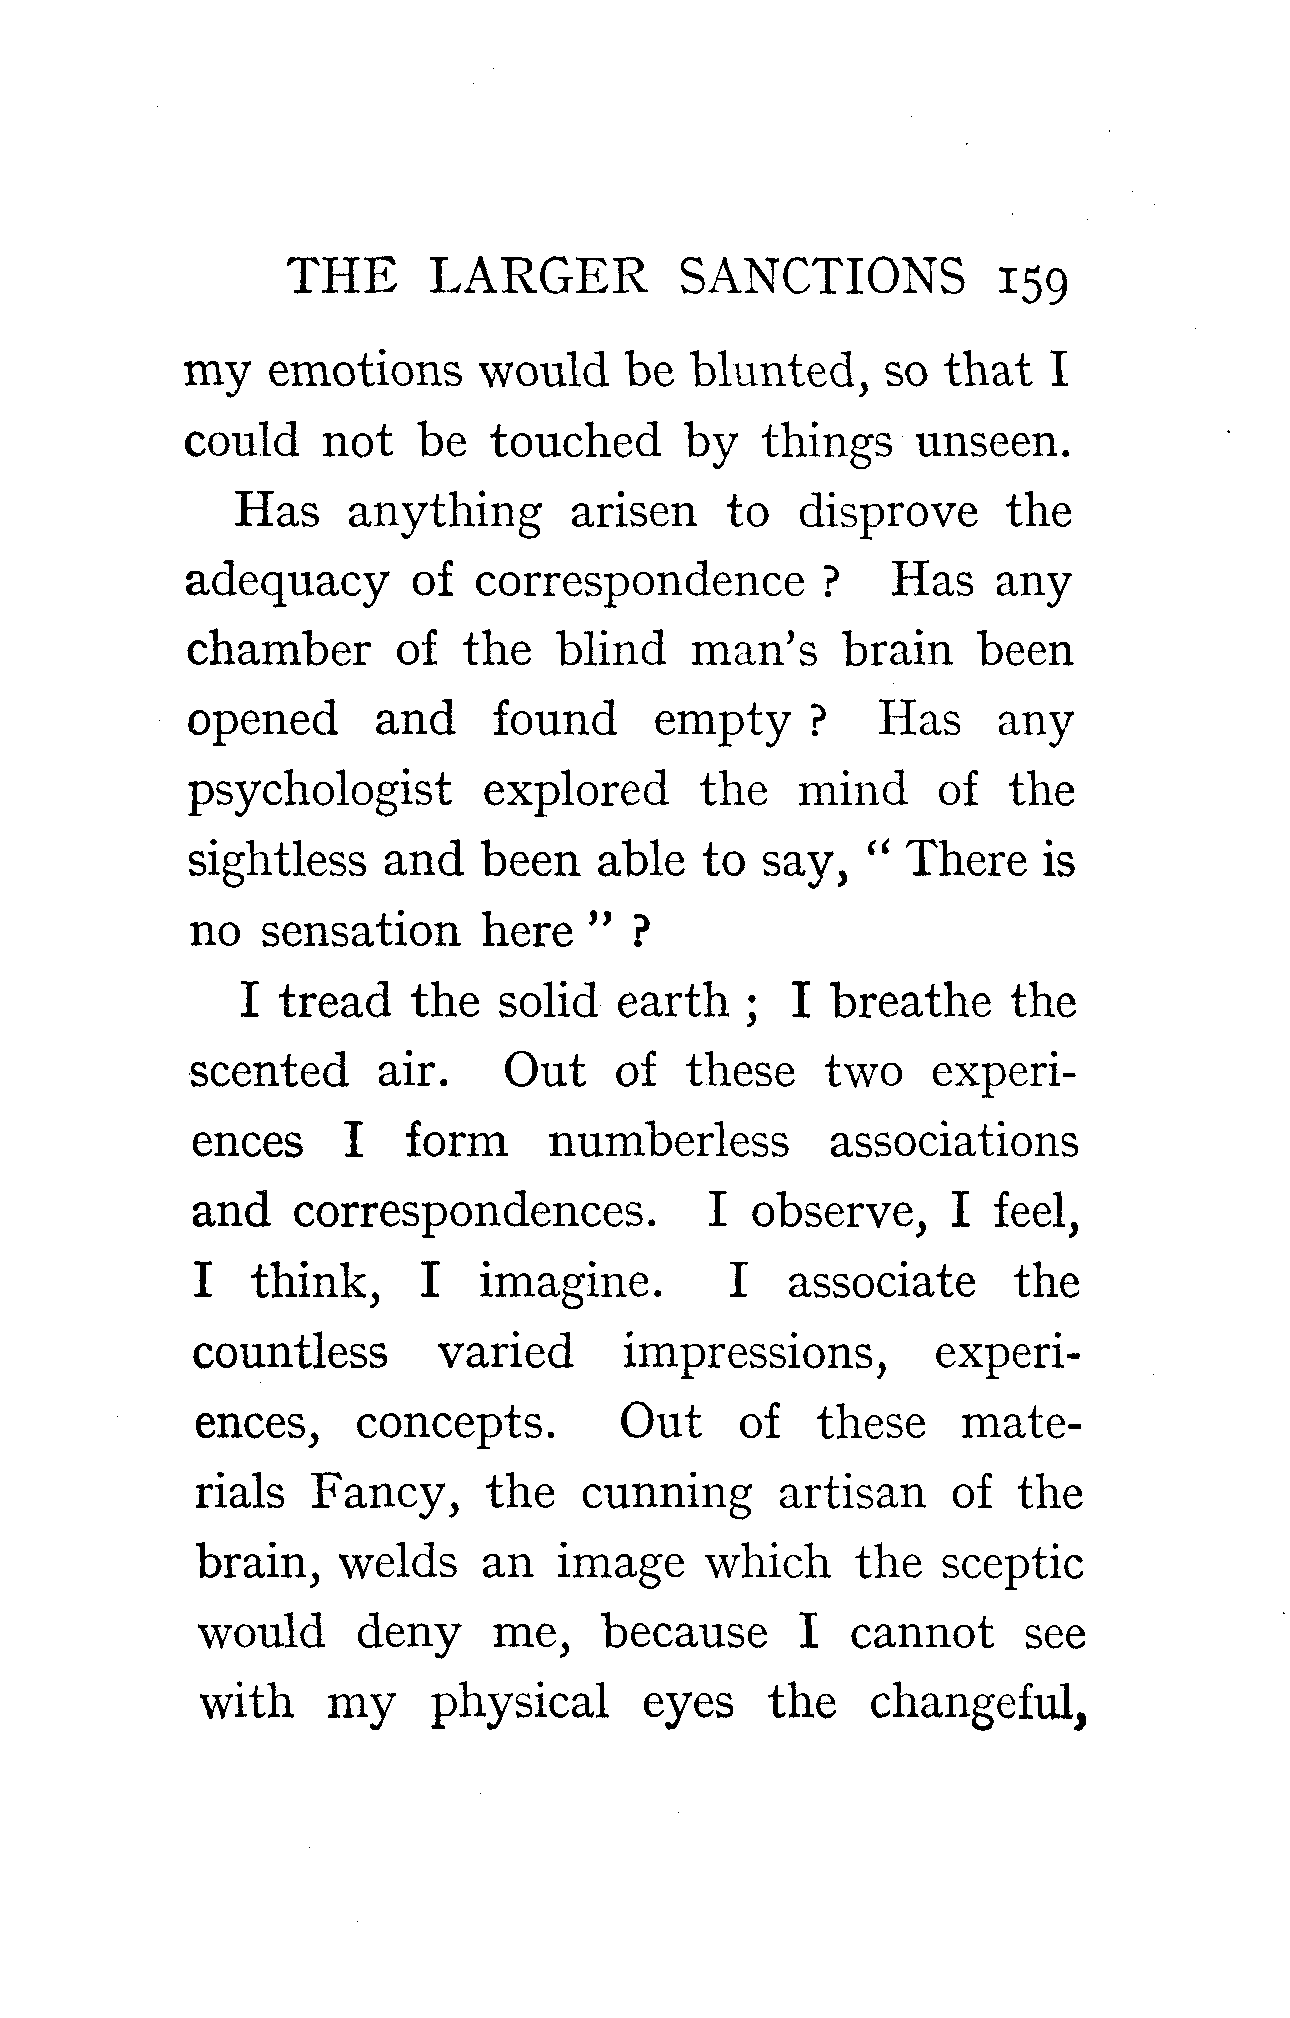 THE LARGER SANCTIONS 159
my emotions would be blunted, so that I
could not be touched by things unseen.
Has anything arisen to disprove the
adequacy of correspondence ? Has any
chamber of the blind man's brain been
opened and found empty ? Has any
psychologist explored the mind of the
sightless and been able to say, “ There is
no sensation here ” ?
I tread the solid earth ; I breathe the
scented air. Out of these two experi-
ences I form numberless associations
and correspondences. I observe, I feel,
I think, I imagine. I associate the
countless varied impressions, experi-
ences, concepts. Out of these mate-
rials Fancy, the cunning artisan of the
brain, welds an image which the sceptic
would deny me, because I cannot see
with my physical eyes the changeful,